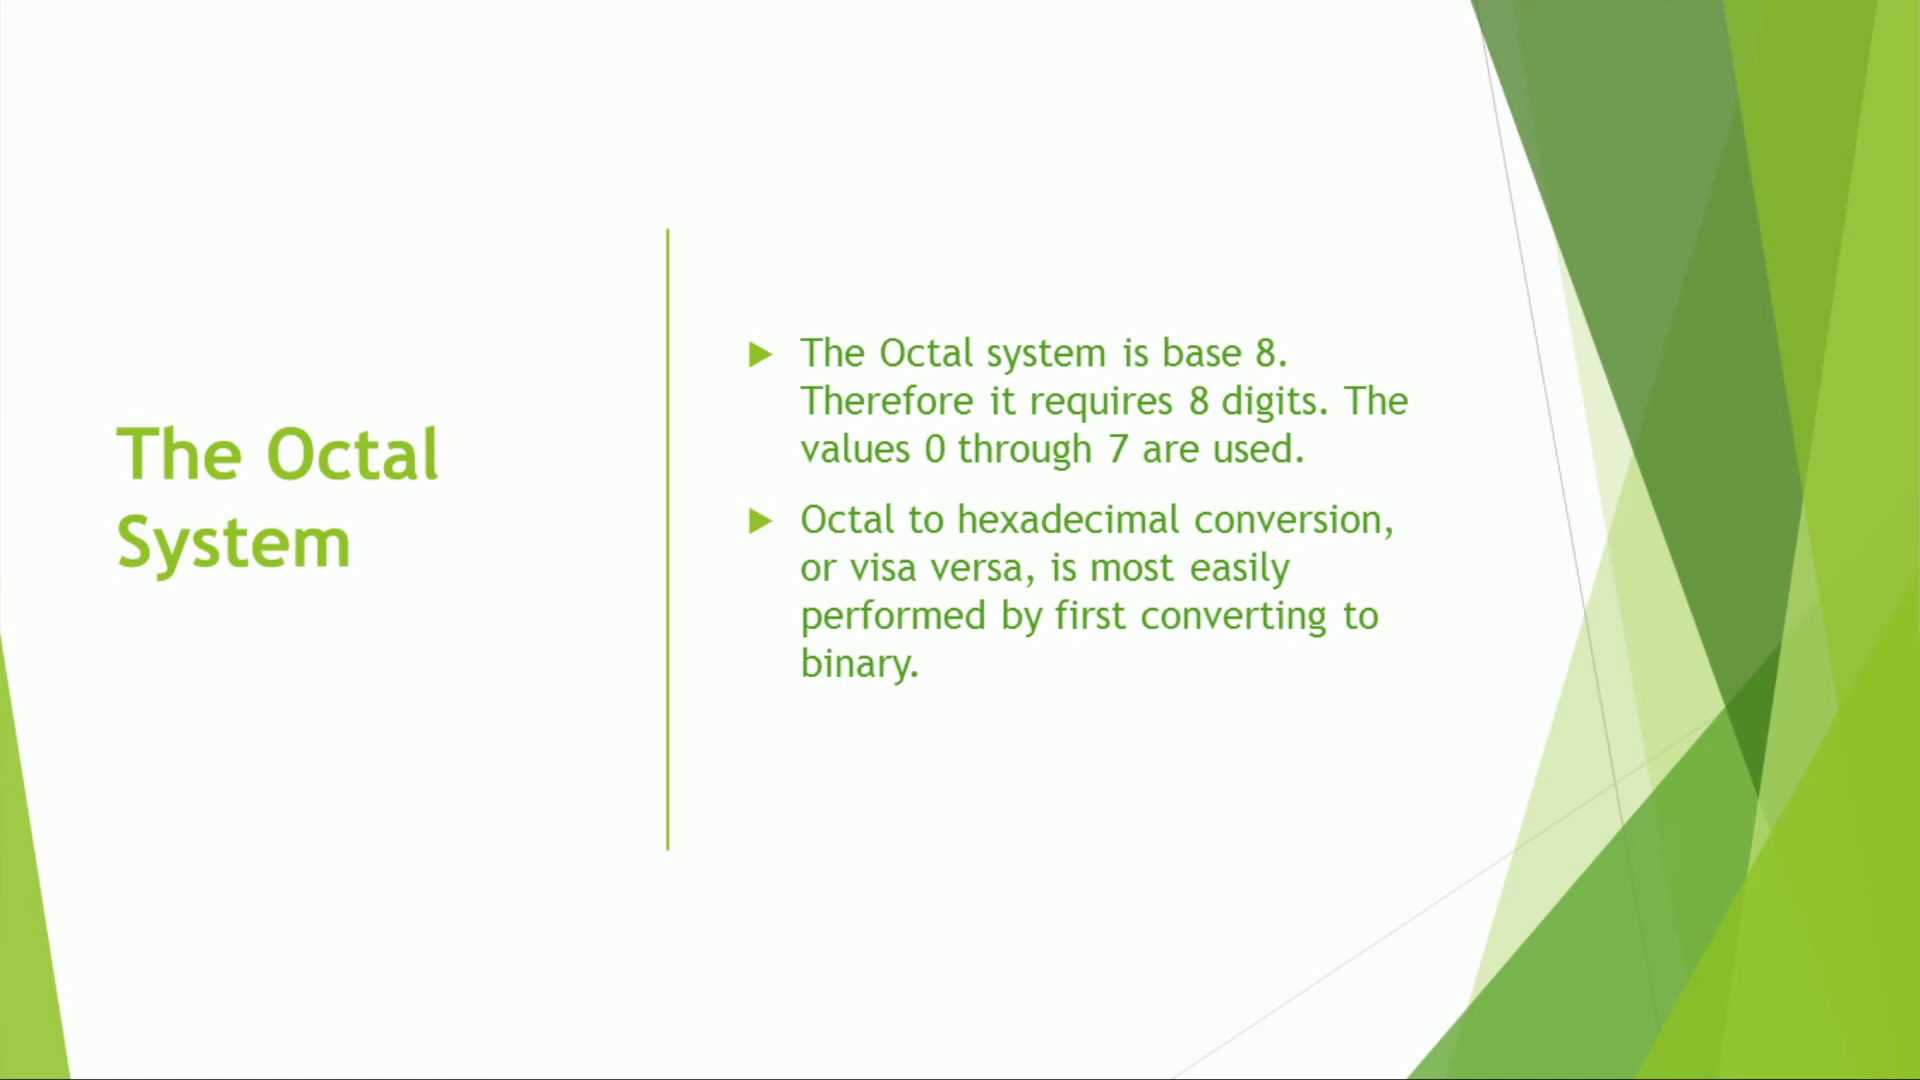 The Octal
System
The Octal system is base 8.
Therefore it requires 8 digits. The
values 0 through 7 are used.
Octal to hexadecimal conversion,
or visa versa, is most easily
performed by first converting to
binary.